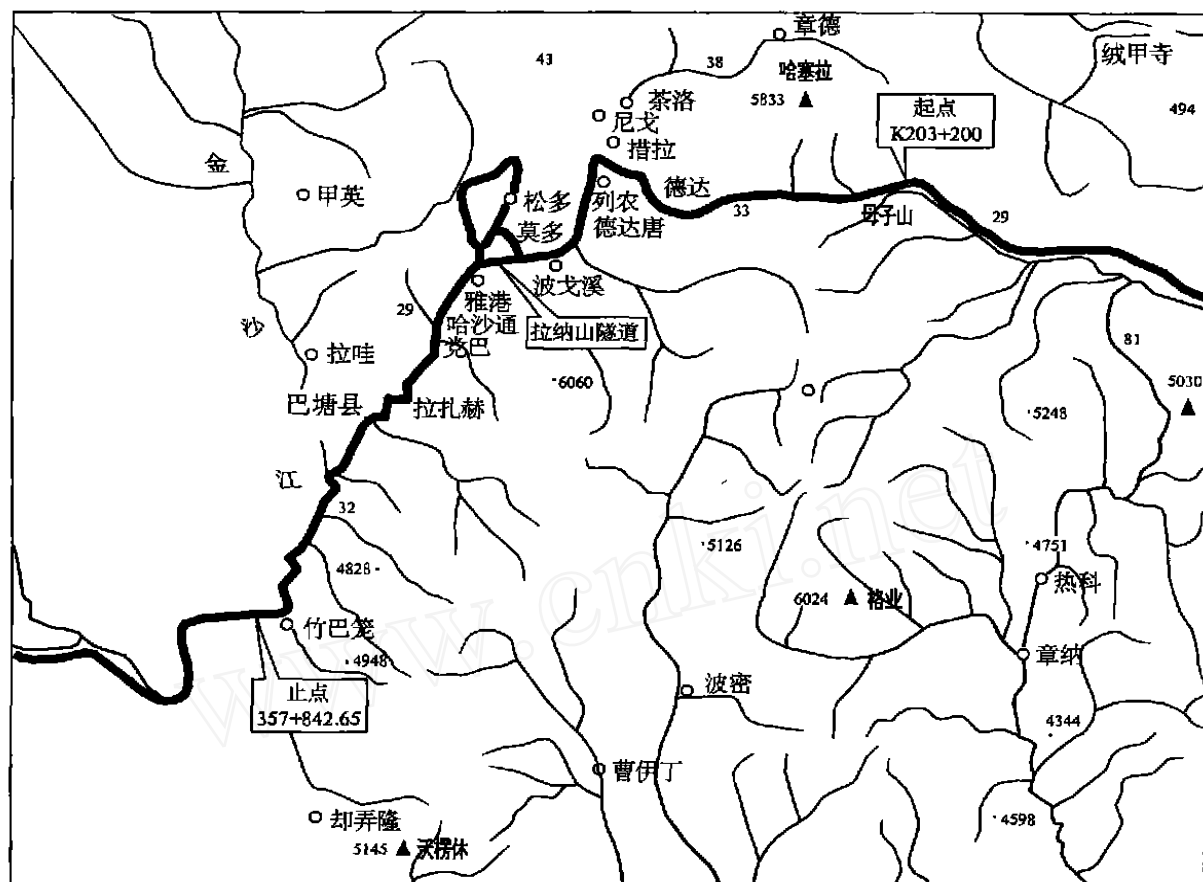 章德
绒甲寺
43
38
哈塞拉
5833
起点
K203+200
494
茶洛
尼戈
措拉
金
甲英
松多
列农
德达
莫多
德达唐
33
母子山
29
波戈溪
雅港
哈沙通
党巴
29
拉纳山隧道
沙
拉哇
81
6060
5030
巴塘县
拉扎赫
5248
江
32
4828
5126
4751
热科
6024
格业
竹巴笼
4948
章纳
止点
357+842.65
波密
4344
曹伊丁
却弄隆
4598
5145
沃楞休
www.cnki.net